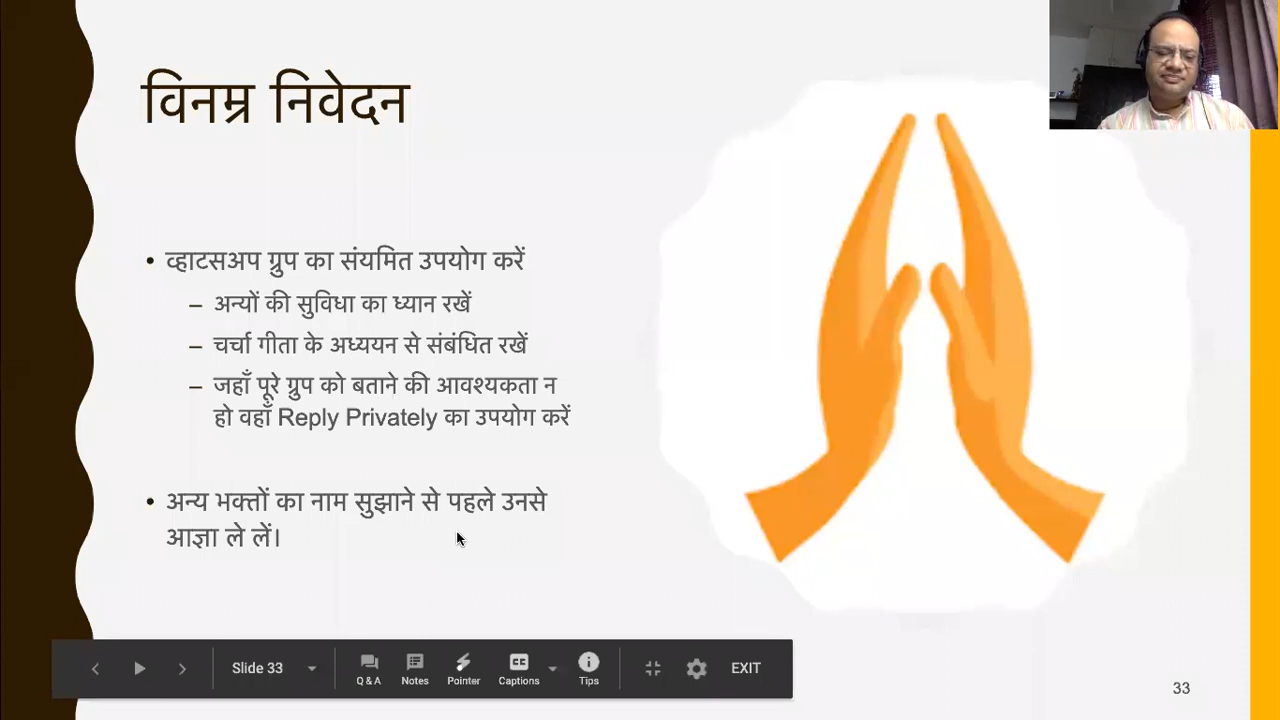 विनम्र निवेदन
• व्हाटसअप ग्रुप का संयमित उपयोग करें
– अन्यों की सुविधा का ध्यान रखें
– चर्चा गीता के अध्ययन से संबंधित रखें
– जहाँ पूरे ग्रुप को बताने की आवश्यकता न
हो वहाँ Reply Privately का उपयोग करें
• अन्य भक्तों का नाम सुझाने से पहले उनसे
आज्ञा ले लें।
Slide 33
Q & A
Notes
Pointer
CC
Captions
Tips
EXIT
33